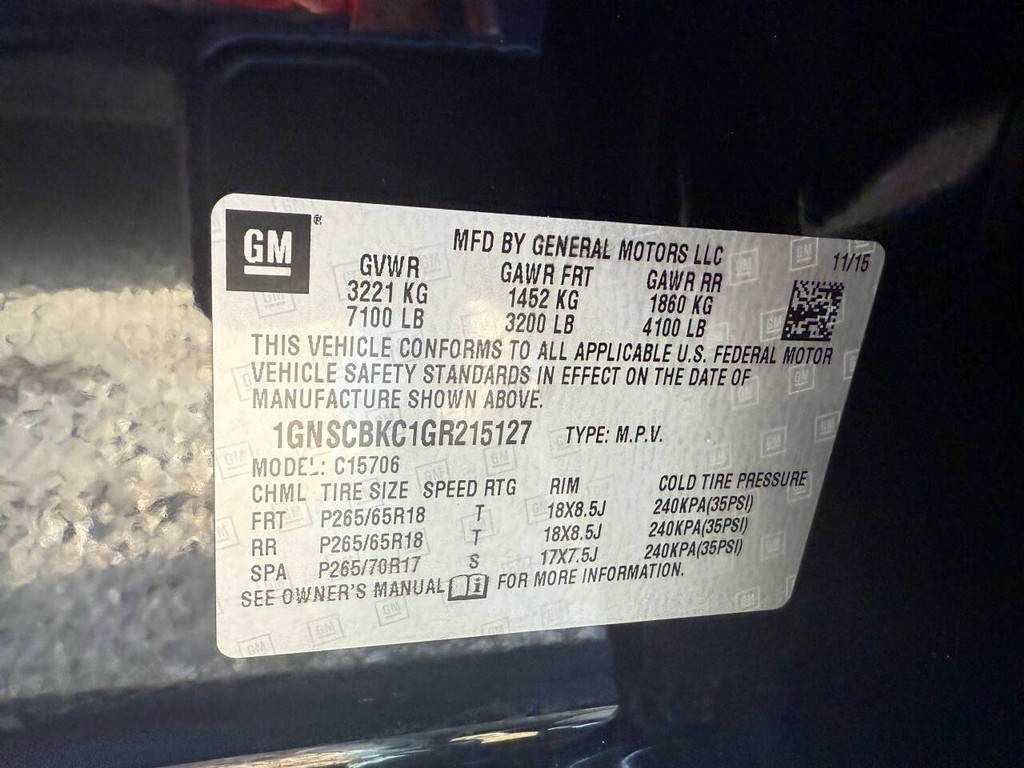 GM ®
MFD BY GENERAL MOTORS LLC
11/15
GVWR GAWR FRT GAWR RR
3221 KG 1452 KG 1860 KG
7100 LB 3200 LB 4100 LB
THIS VEHICLE CONFORMS TO ALL APPLICABLE U.S. FEDERAL MOTOR
VEHICLE SAFETY STANDARDS IN EFFECT ON THE DATE OF
MANUFACTURE SHOWN ABOVE.
1GNSCBKC1GR215127 TYPE: M.P.V.
MODEL: C15706
CHML TIRE SIZE SPEED RTG RIM COLD TIRE PRESSURE
FRT P265/65R18 T 18X8.5J 240KPA(35PSI)
RR P265/65R18 T 18X8.5J 240KPA(35PSI)
SPA P265/70R17 S 17X7.5J 240KPA(35PSI)
SEE OWNER'S MANUAL i FOR MORE INFORMATION.